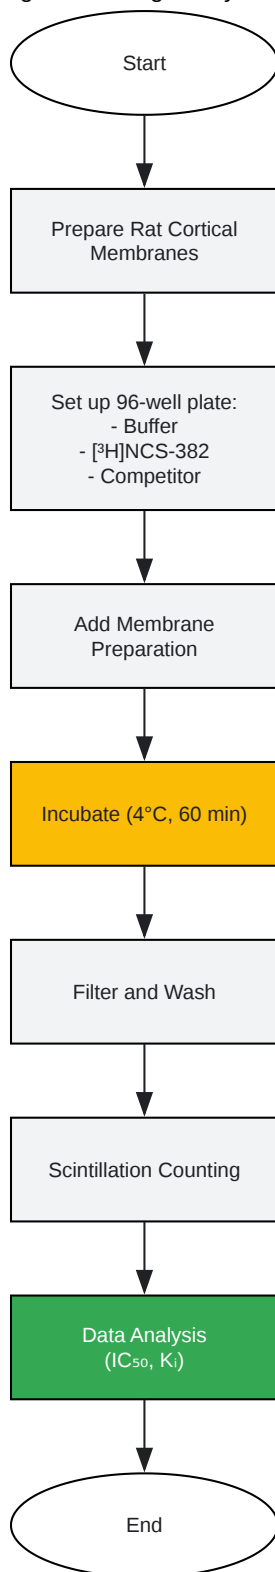 Start
Prepare Rat Cortical
Membranes
Set up 96-well plate:
- Buffer
- [³H]NCS-382
- Competitor
Add Membrane
Preparation
Incubate (4°C, 60 min)
Filter and Wash
Scintillation Counting
Data Analysis
(IC₅₀, Kᵢ)
End